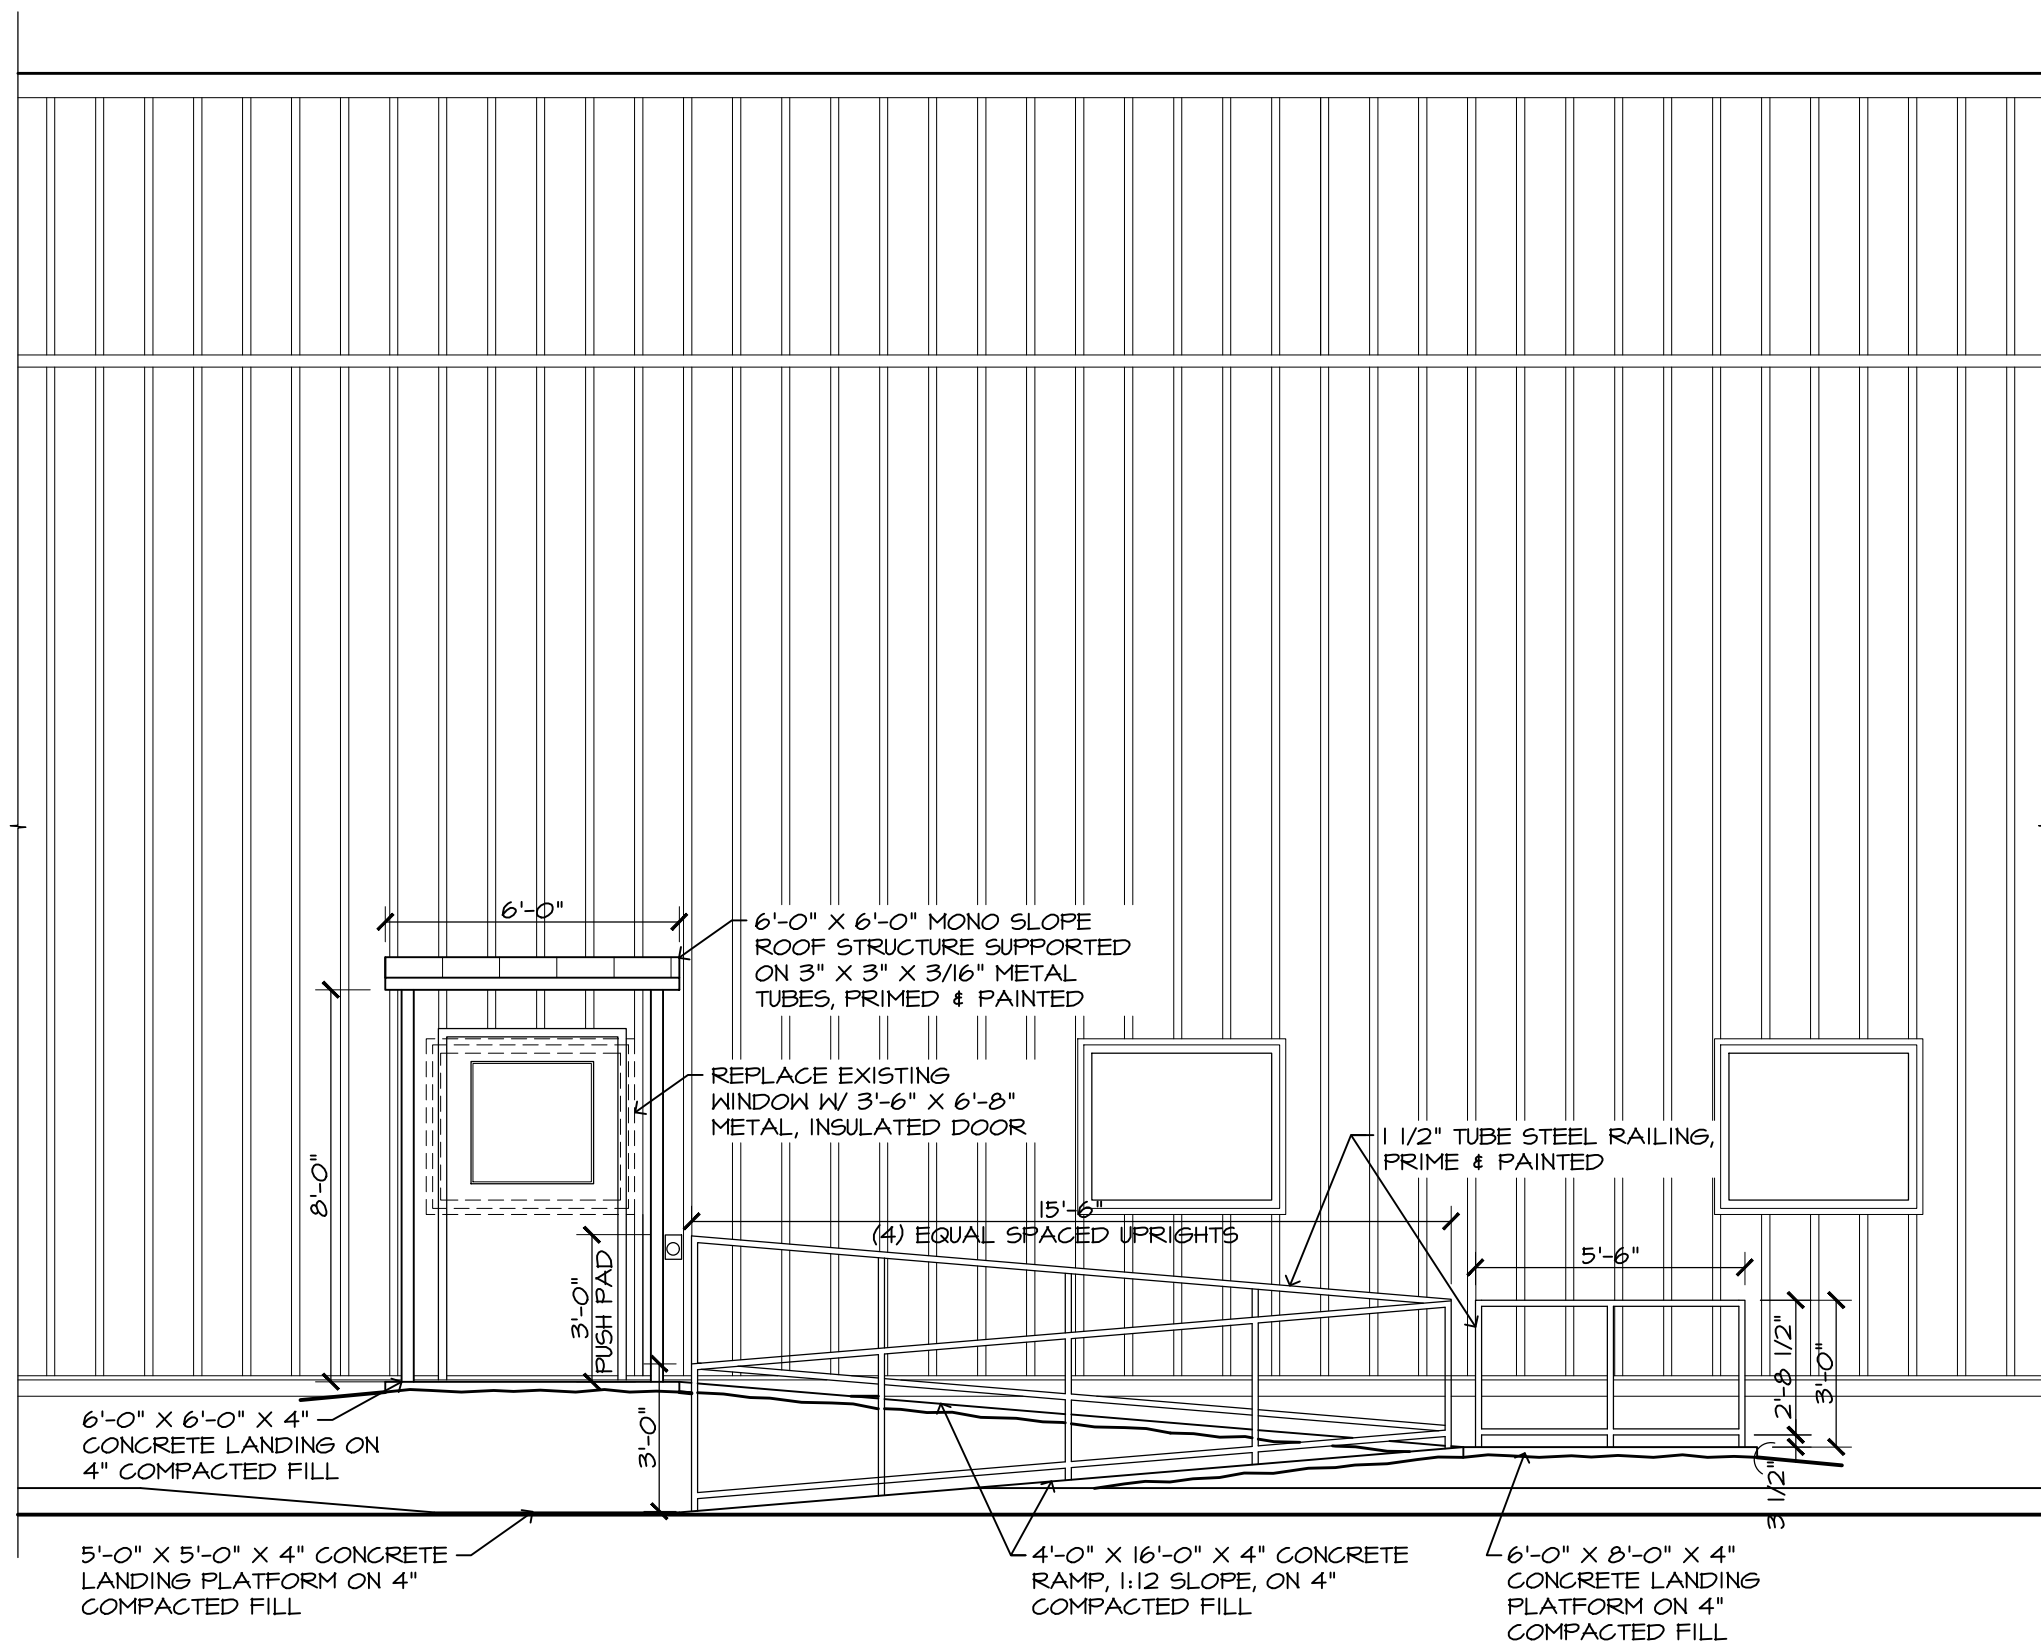 6'-0"
6'-0" X 6'-0" MONO SLOPE
ROOF STRUCTURE SUPPORTED
ON 3" X 3" X 3/16" METAL
TUBES, PRIMED & PAINTED
REPLACE EXISTING
WINDOW W/ 3'-6" X 6'-8"
METAL, INSULATED DOOR
8'-0"
1 1/2" TUBE STEEL RAILING,
PRIME & PAINTED
15'-6"
(4) EQUAL SPACED UPRIGHTS
5'-6"
3'-0"
PUSH PAD
2'-8 1/2"
3'-0"
3'-0"
3 1/2"
6'-0" X 6'-0" X 4"
CONCRETE LANDING ON
4" COMPACTED FILL
5'-0" X 5'-0" X 4" CONCRETE
LANDING PLATFORM ON 4"
COMPACTED FILL
4'-0" X 16'-0" X 4" CONCRETE
RAMP, 1:12 SLOPE, ON 4"
COMPACTED FILL
6'-0" X 8'-0" X 4"
CONCRETE LANDING
PLATFORM ON 4"
COMPACTED FILL